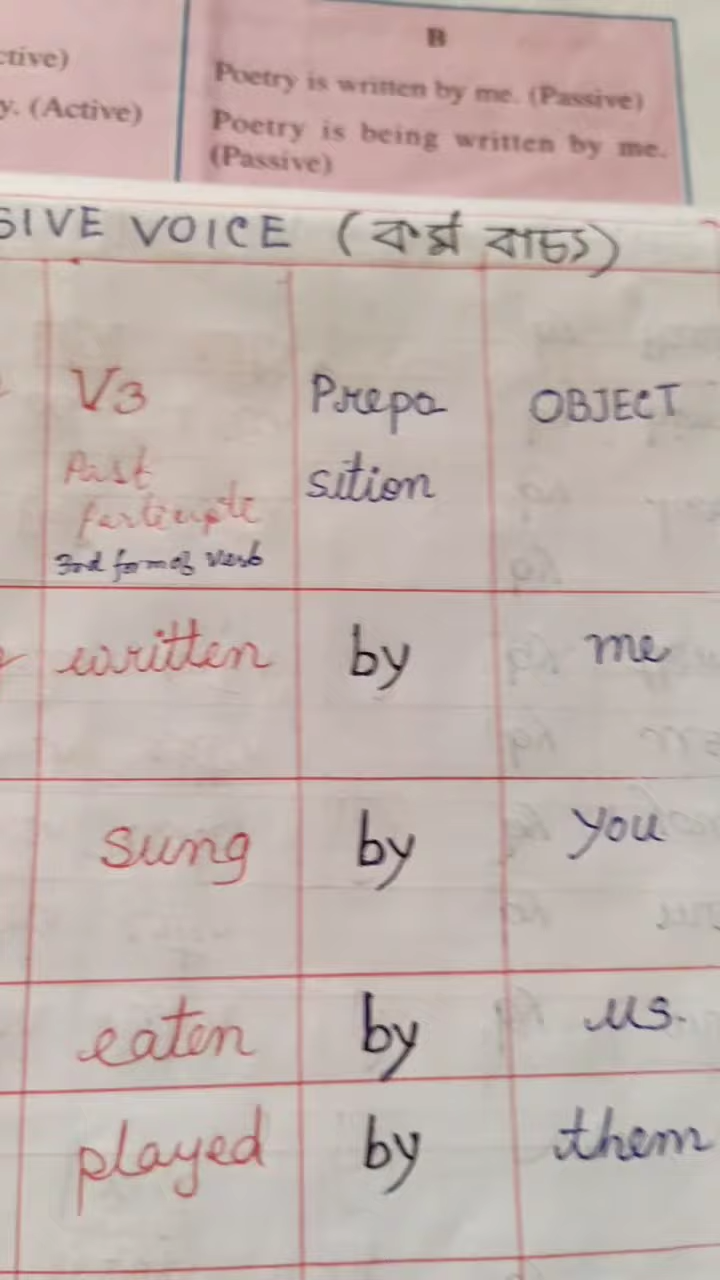 B
ctive)
Poetry is written by me. (Passive)
y. (Active)
Poetry is being written by me.
(Passive)
SIVE VOICE (কর্ম বাচ্য)
V3 Prepo OBJECT
Past sition
participle
3rd form of verb
written by me
sung by you
eaten by us.
played by them